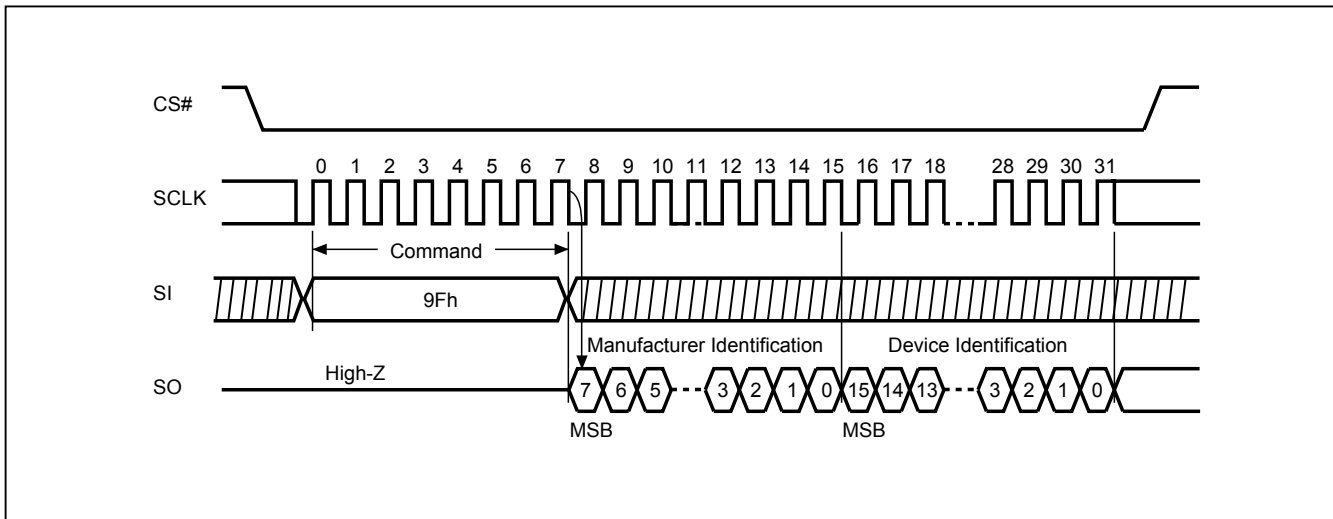 CS#
0 1 2 3 4 5 6 7 8 9 10 11 12 13 14 15 16 17 18 28 29 30 31
SCLK
Command
SI
9Fh
Manufacturer Identification Device Identification
High-Z
SO
7 6 5 3 2 1 0 15 14 13 3 2 1 0
MSB MSB